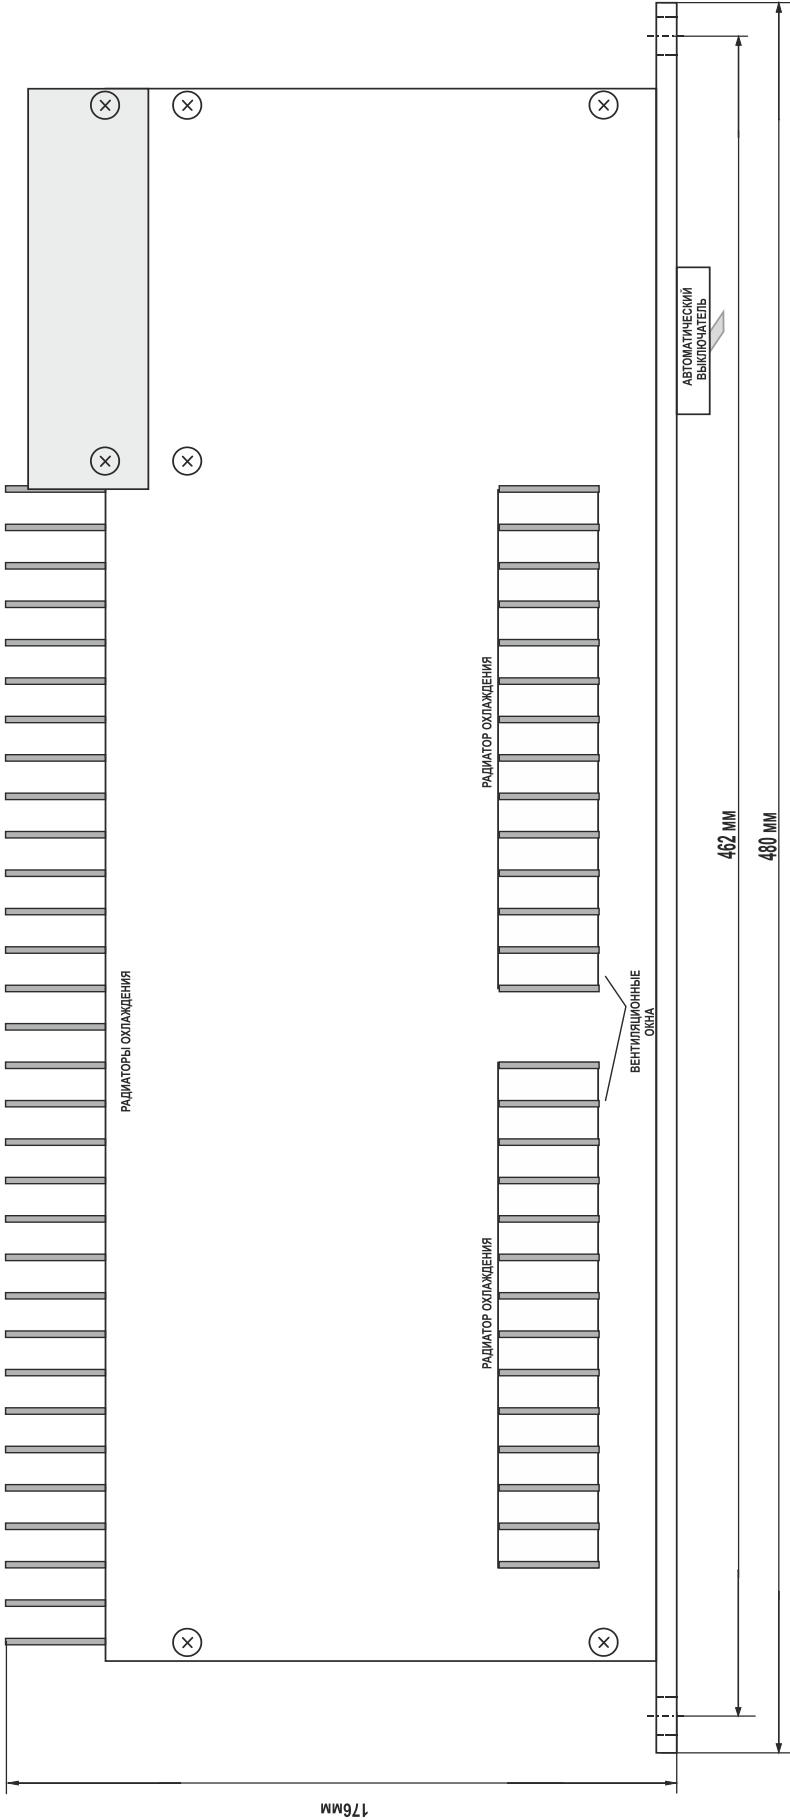 РАДИАТОРЫ ОХЛАЖДЕНИЯ
РАДИАТОР ОХЛАЖДЕНИЯ
РАДИАТОР ОХЛАЖДЕНИЯ
ВЕНТИЛЯЦИОННЫЕ
ОКНА
АВТОМАТИЧЕСКИЙ
ВЫКЛЮЧАТЕЛЬ
462 мм
480 мм
176мм